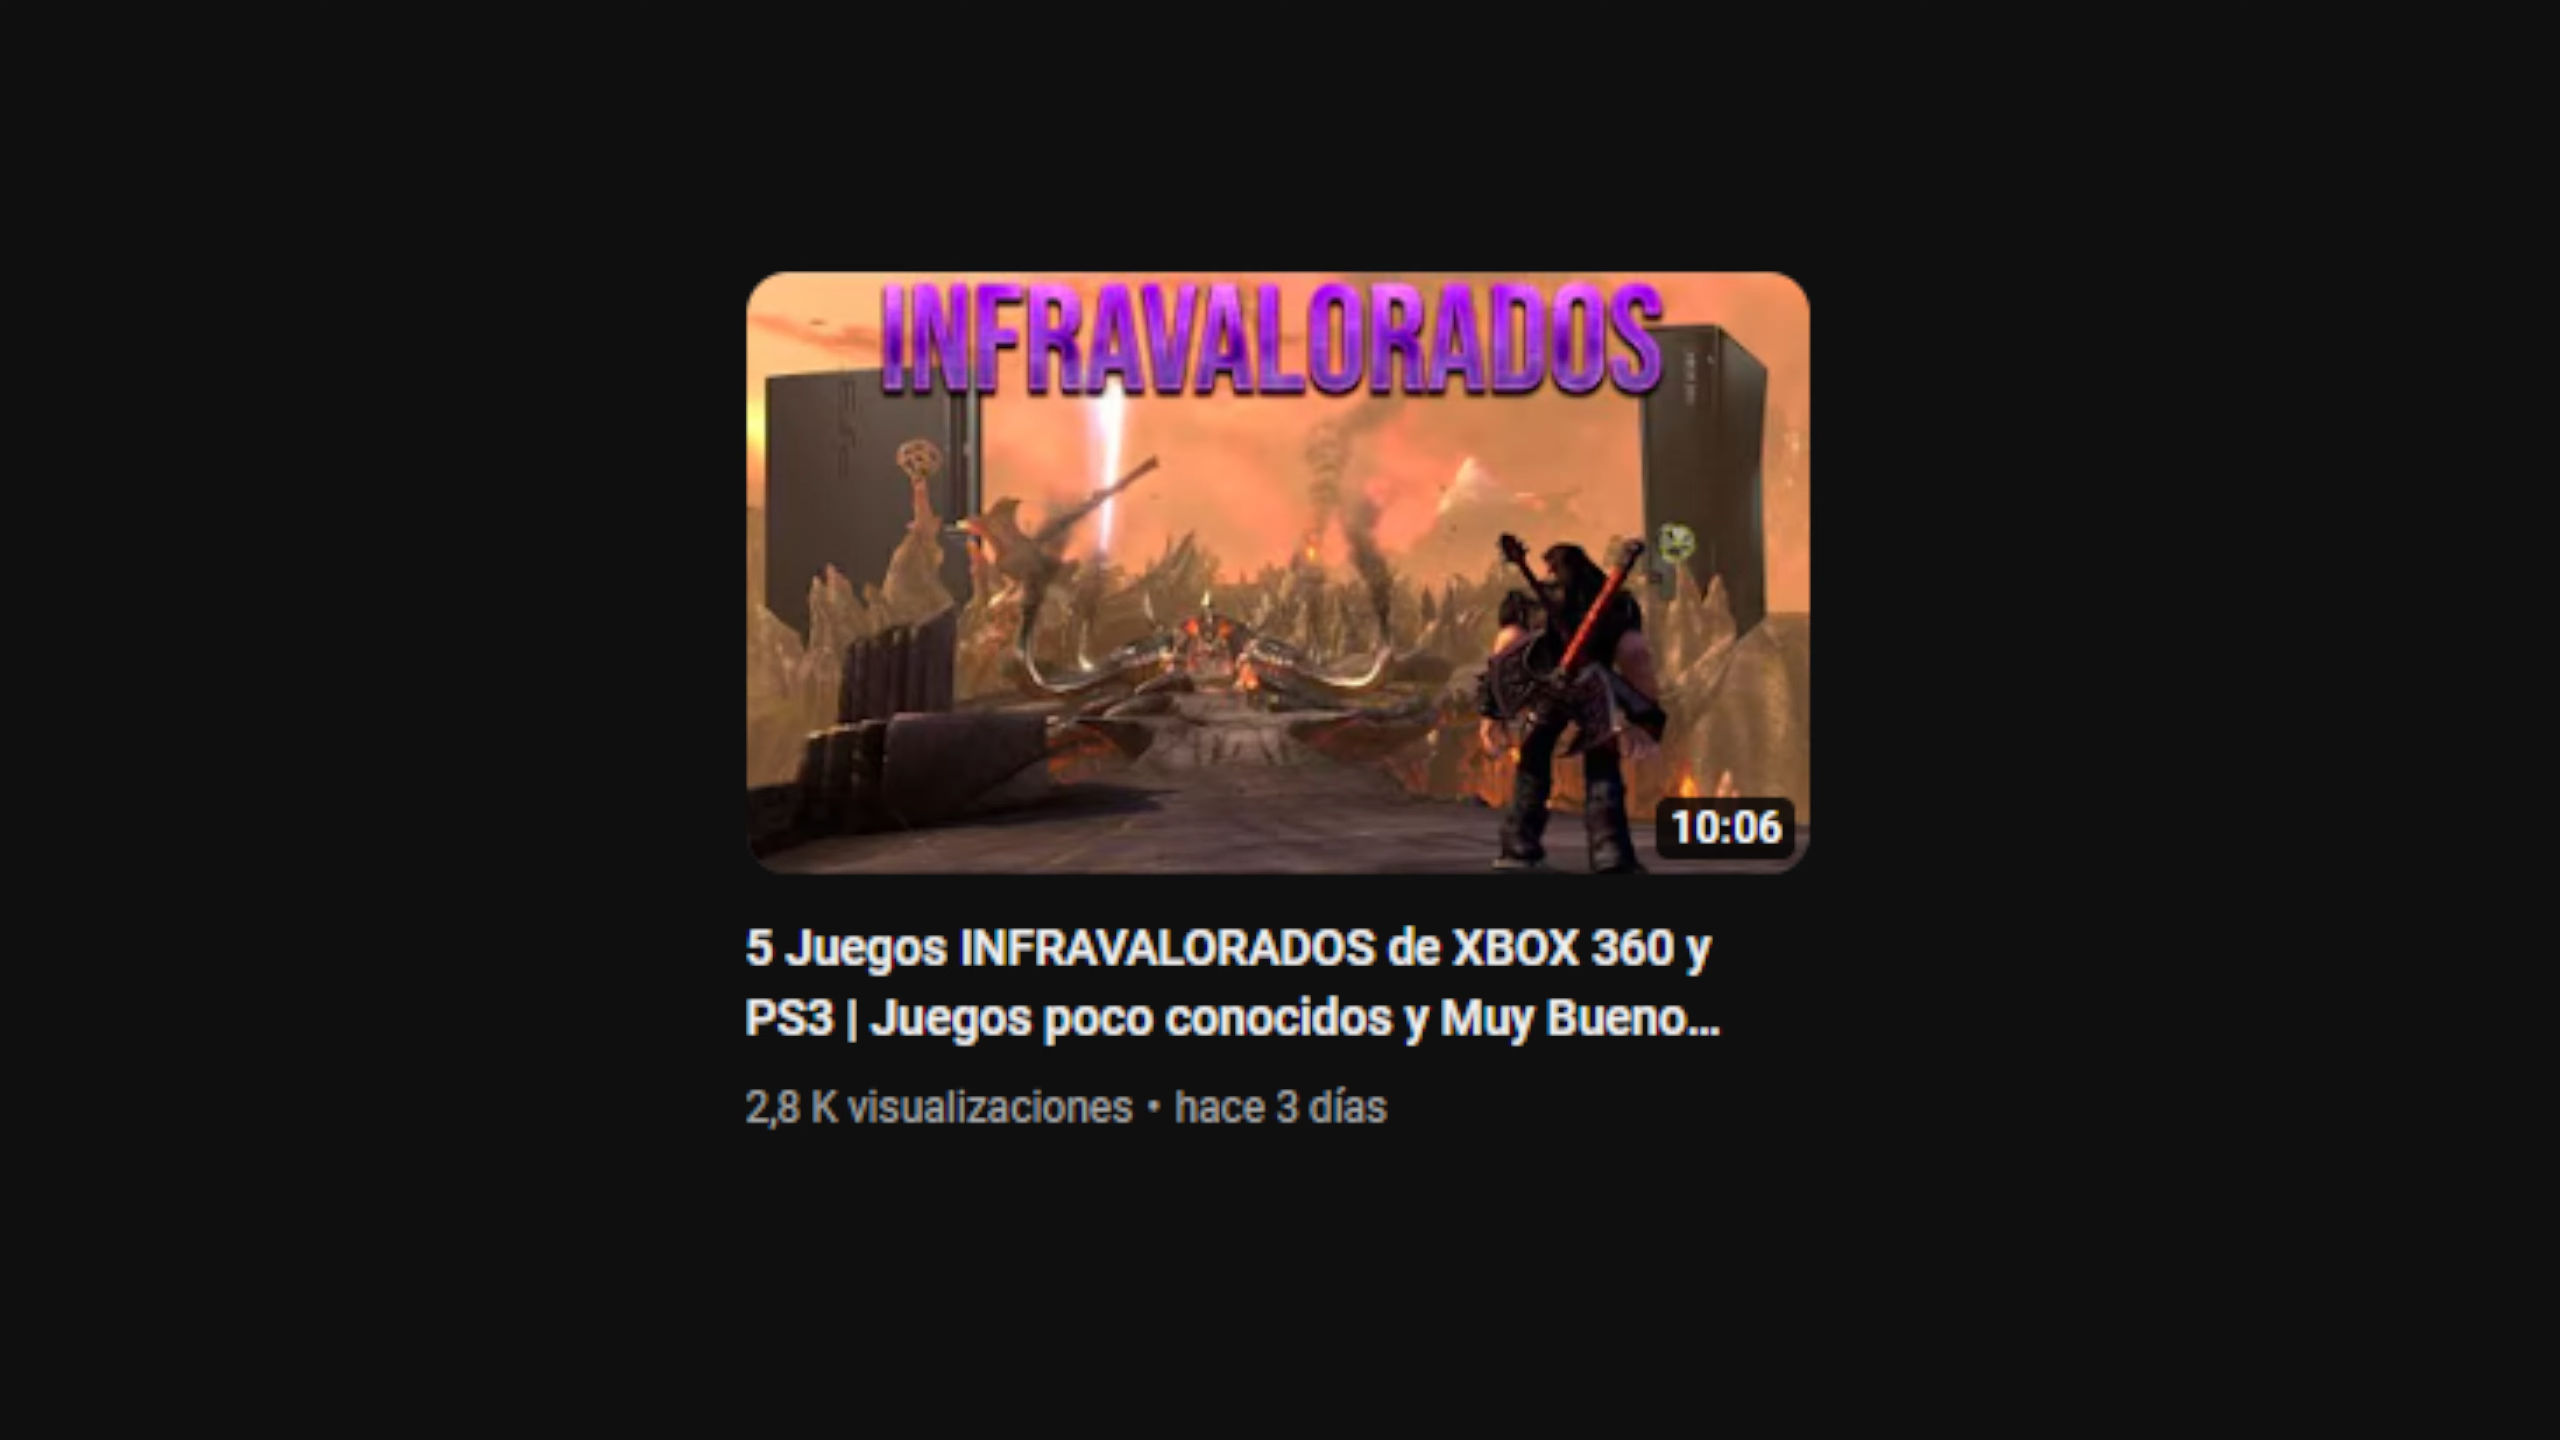 INFRAVALORADOS
10:06
5 Juegos INFRAVALORADOS de XBOX 360 y
PS3 | Juegos poco conocidos y Muy Bueno...
2,8 K visualizaciones • hace 3 días